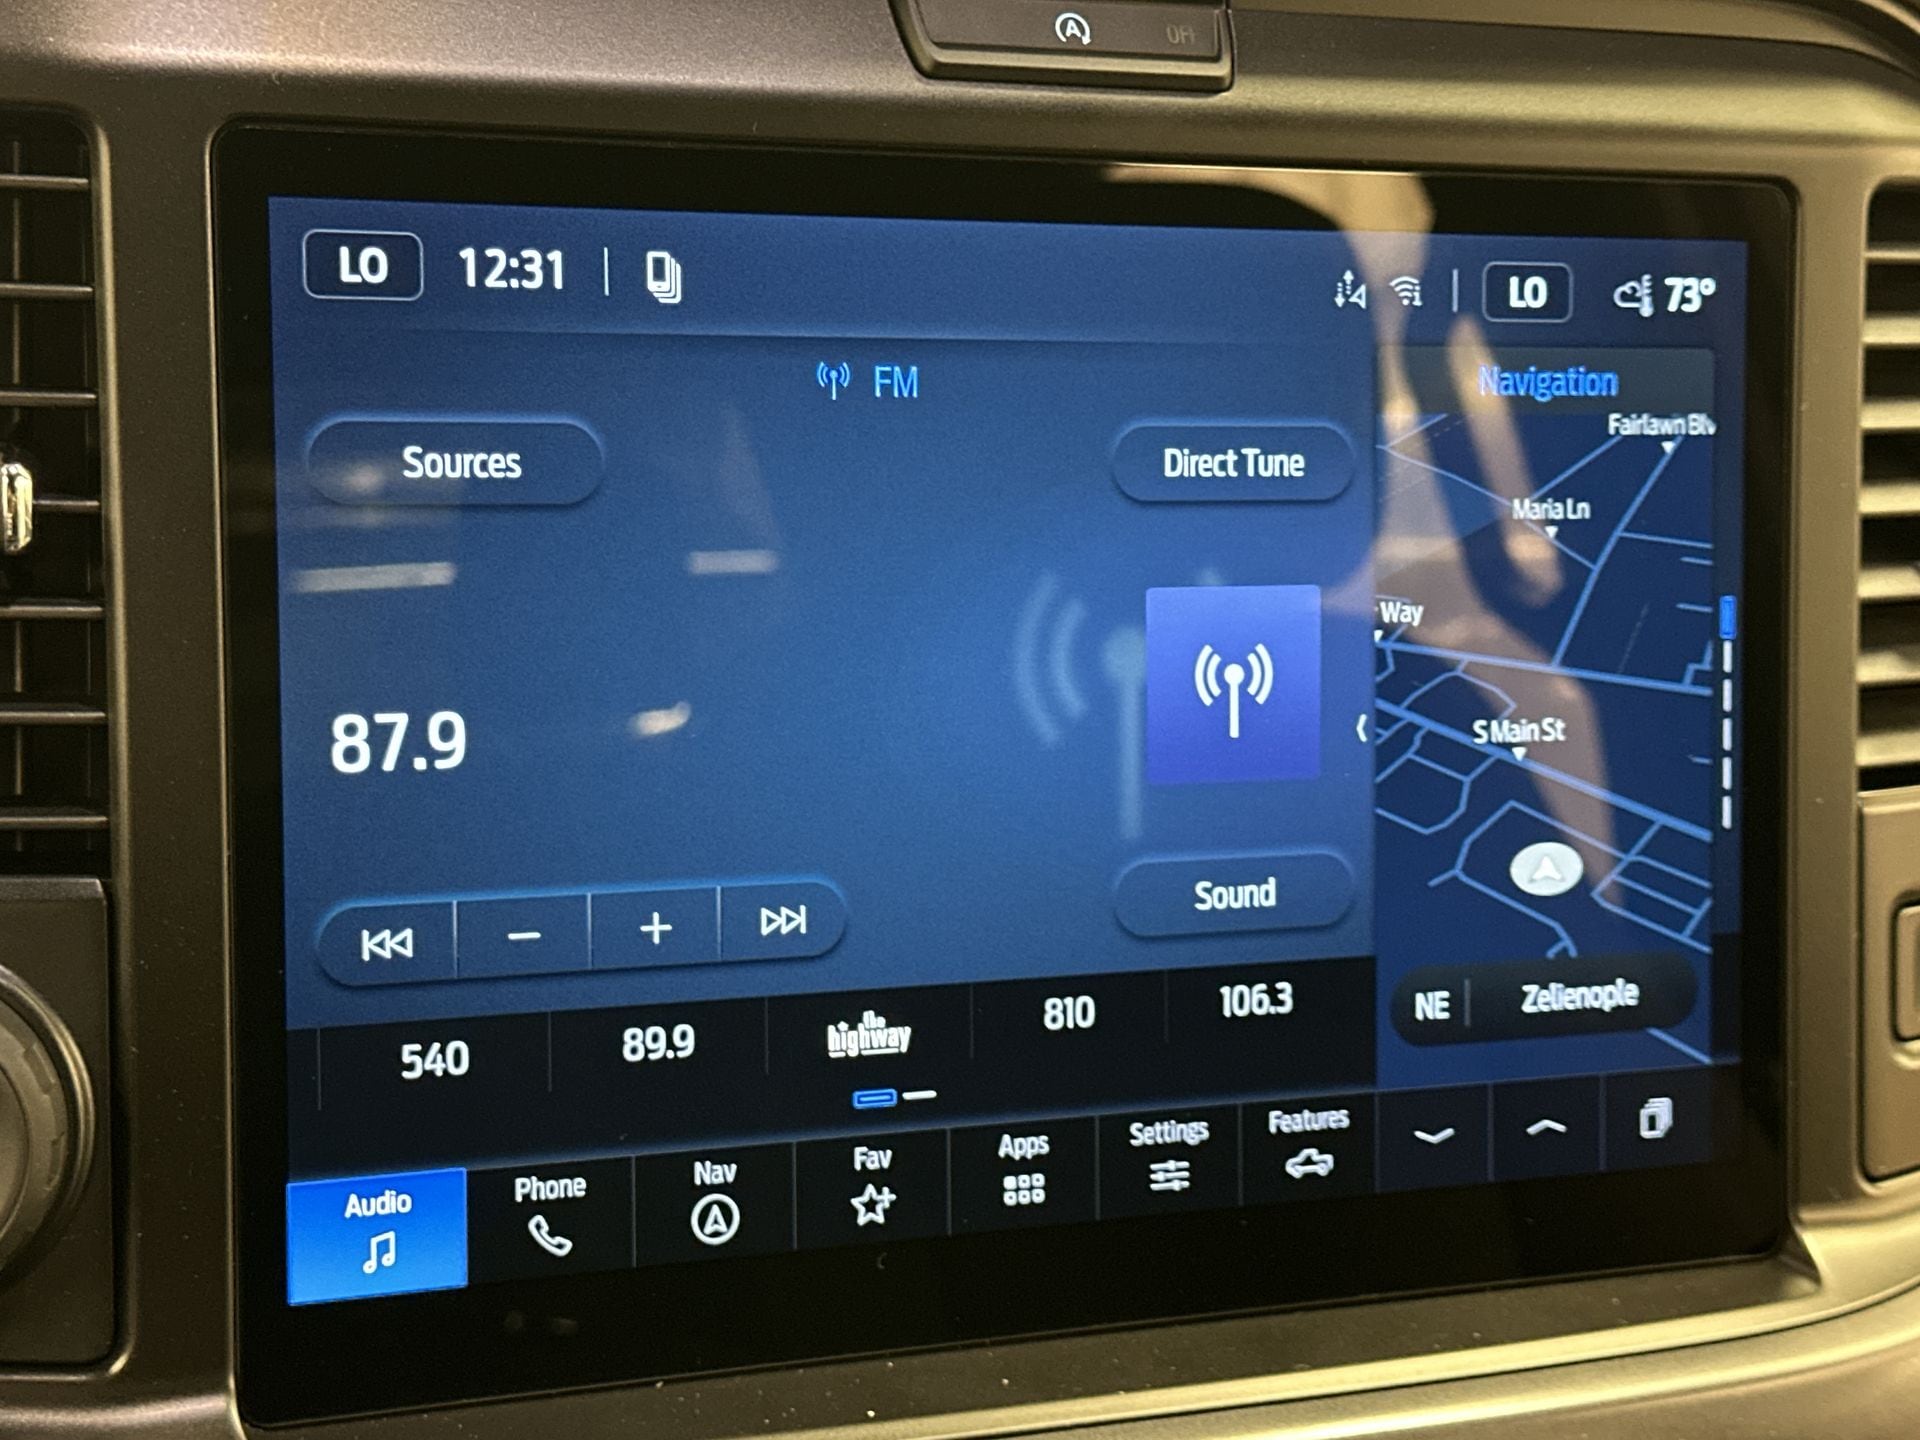 OFF
LO 12:31 LO 73°
FM
Navigation
Sources
Direct Tune
Fairlawn Blv
Maria Ln
Way
S Main St
87.9
Sound
NE Zelienople
540 89.9 the highway 810 106.3
Audio Phone Nav Fav Apps Settings Features